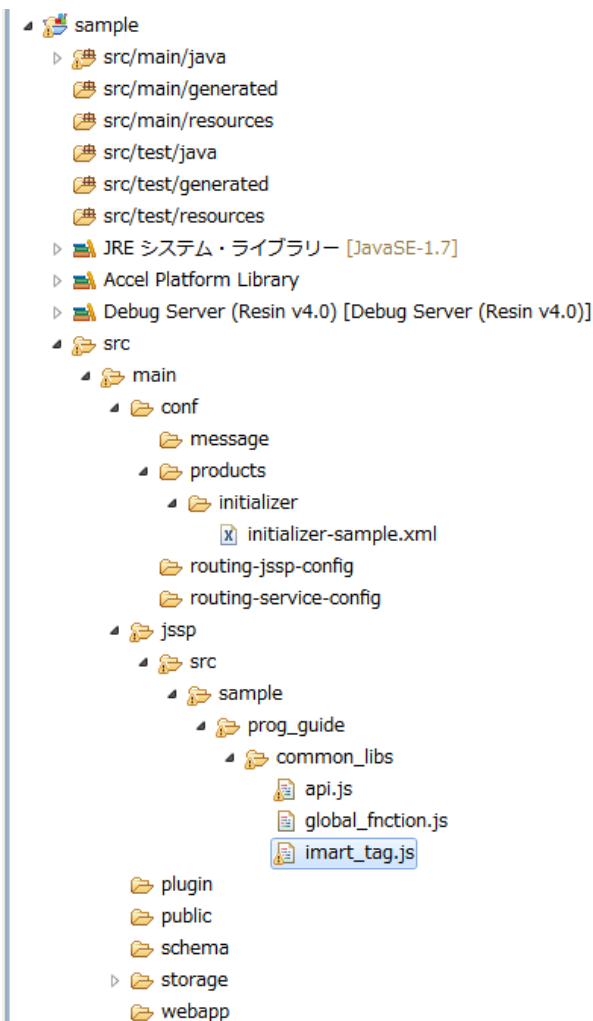 sample
src/main/java
src/main/generated
src/main/resources
src/test/java
src/test/generated
src/test/resources
JRE システム・ライブラリー [JavaSE-1.7]
Accel Platform Library
Debug Server (Resin v4.0) [Debug Server (Resin v4.0)]
src
main
conf
message
products
initializer
initializer-sample.xml
routing-jssp-config
routing-service-config
jssp
src
sample
prog_guide
common_libs
api.js
global_fnction.js
imart_tag.js
plugin
public
schema
storage
webapp